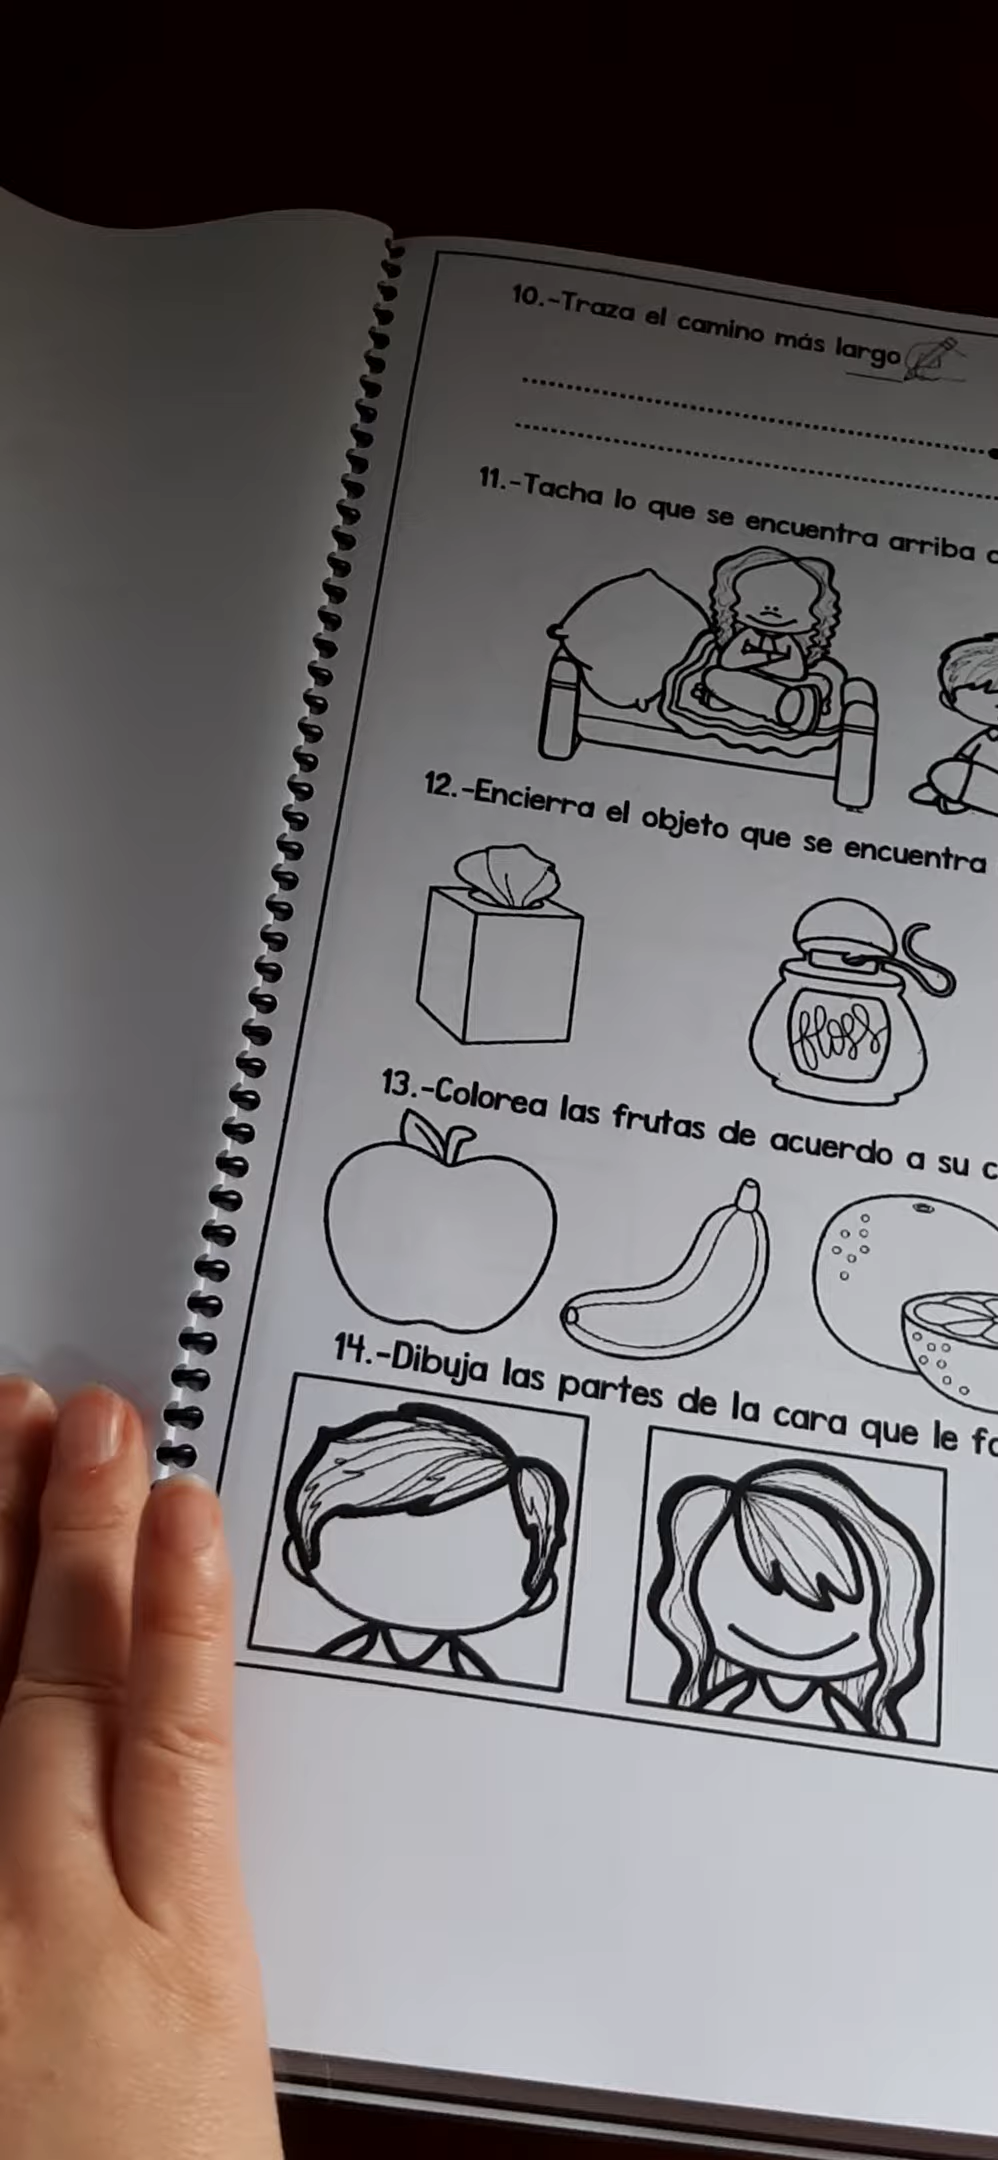 10.-Traza el camino más largo
11.-Tacha lo que se encuentra arriba
12.-Encierra el objeto que se encuentra
floss
13.-Colorea las frutas de acuerdo a su
14.-Dibuja las partes de la cara que le